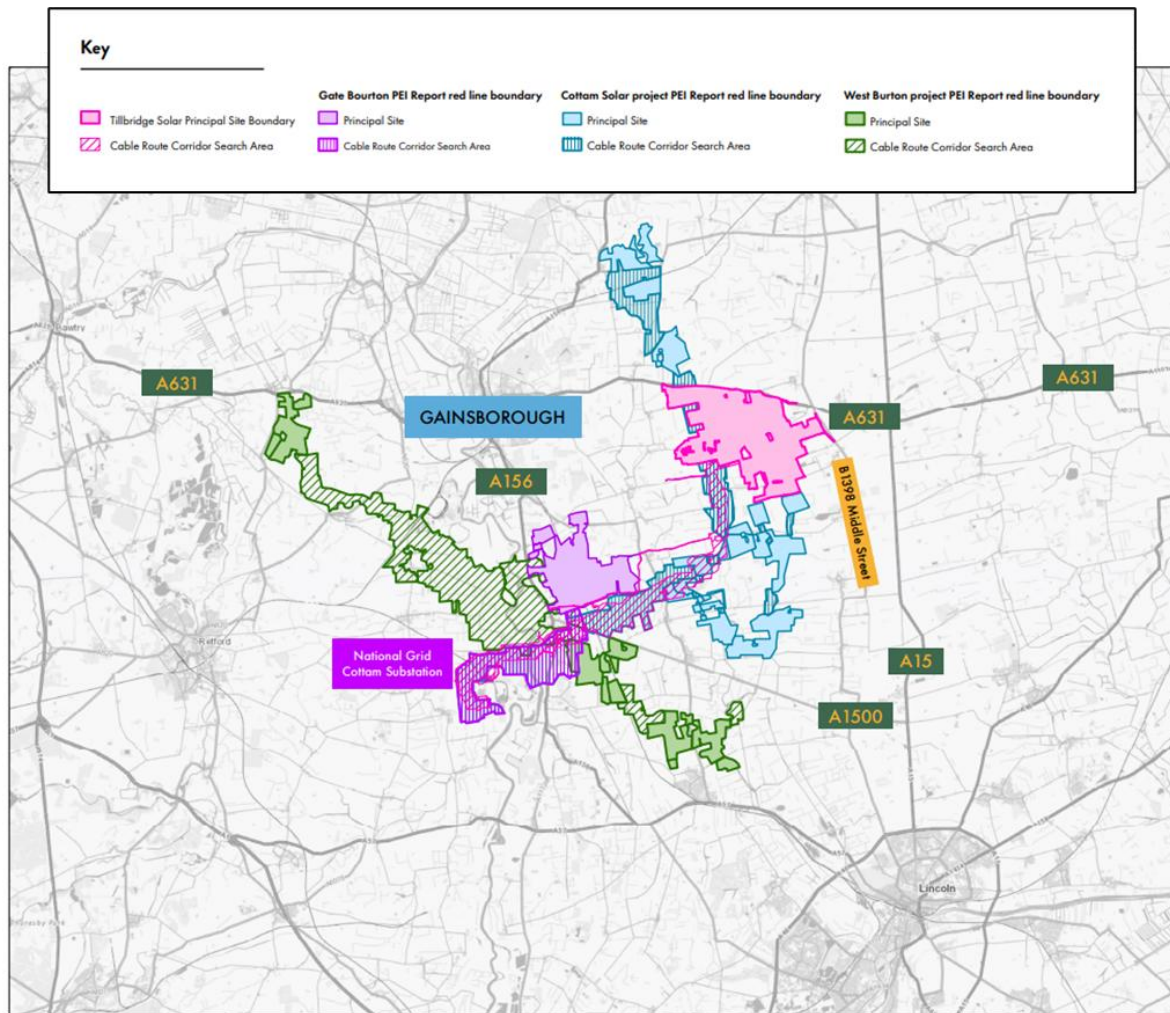 Key
Gate Bourton PEI Report red line boundary
Cottam Solar project PEI Report red line boundary
West Burton project PEI Report red line boundary
Tillbridge Solar Principal Site Boundary
Principal Site
Principal Site
Principal Site
Cable Route Corridor Search Area
Cable Route Corridor Search Area
Cable Route Corridor Search Area
Cable Route Corridor Search Area
A631
A631
A631
GAINSBOROUGH
A156
B1398 Middle Street
Retford
National Grid
Cottam Substation
A15
A1500
Lincoln